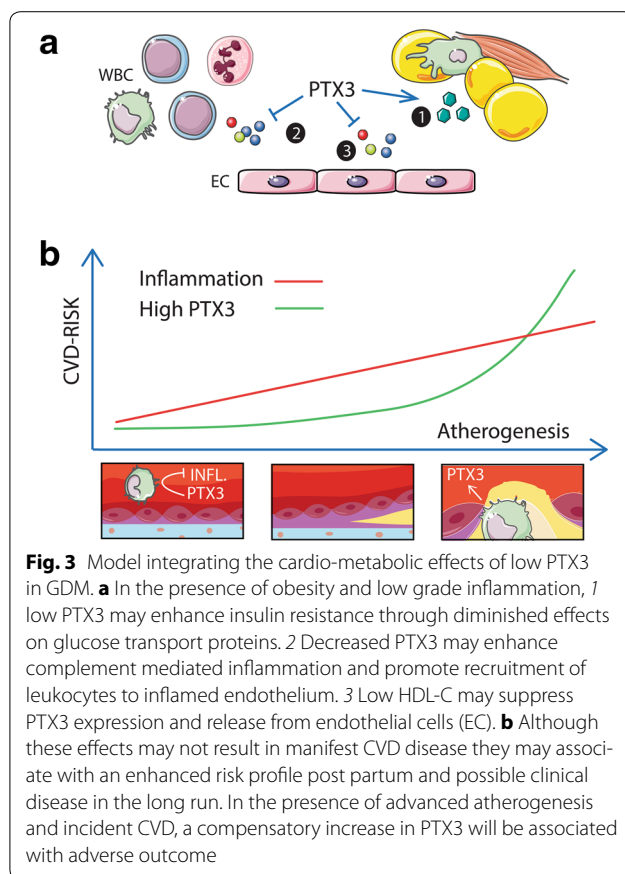 a
WBC
PTX3
1
2
3
EC
b
Inflammation
High PTX3
CVD-RISK
Atherogenesis
INFL.
PTX3
PTX3
Fig. 3 Model integrating the cardio-metabolic effects of low PTX3
in GDM. a In the presence of obesity and low grade inflammation, 1
low PTX3 may enhance insulin resistance through diminished effects
on glucose transport proteins. 2 Decreased PTX3 may enhance
complement mediated inflammation and promote recruitment of
leukocytes to inflamed endothelium. 3 Low HDL-C may suppress
PTX3 expression and release from endothelial cells (EC). b Although
these effects may not result in manifest CVD disease they may associ-
ate with an enhanced risk profile post partum and possible clinical
disease in the long run. In the presence of advanced atherogenesis
and incident CVD, a compensatory increase in PTX3 will be associated
with adverse outcome